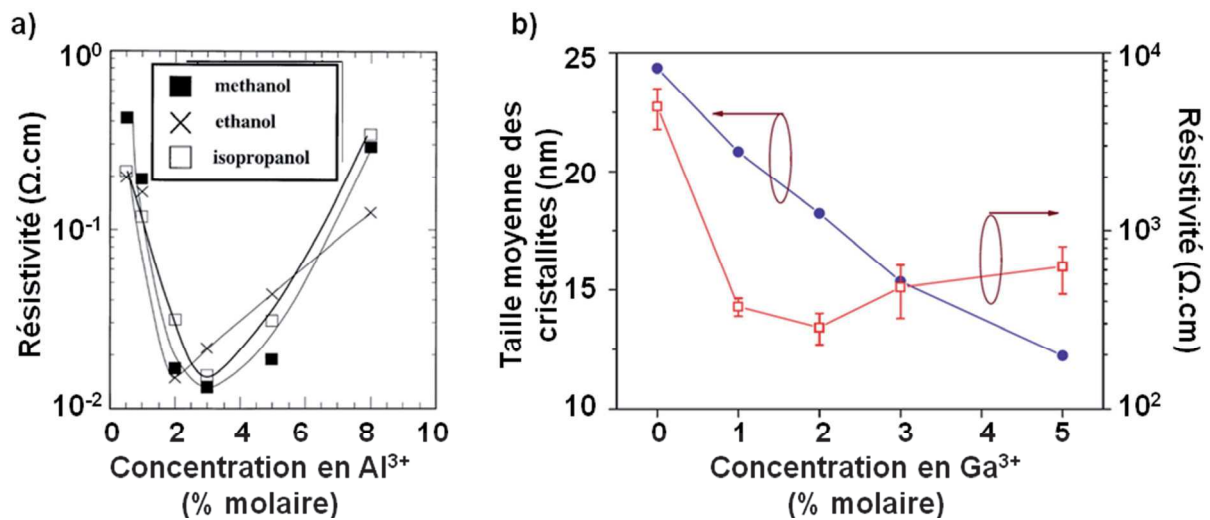 a)
Résistivité (Ω.cm)
10⁰
10⁻¹
10⁻²
methanol
ethanol
isopropanol
0 2 4 6 8 10
Concentration en Al³⁺
(% molaire)
b)
Taille moyenne des
cristallites (nm)
25
20
15
10
10⁴
10³
10²
Résistivité (Ω.cm)
0 1 2 3 4 5
Concentration en Ga³⁺
(% molaire)